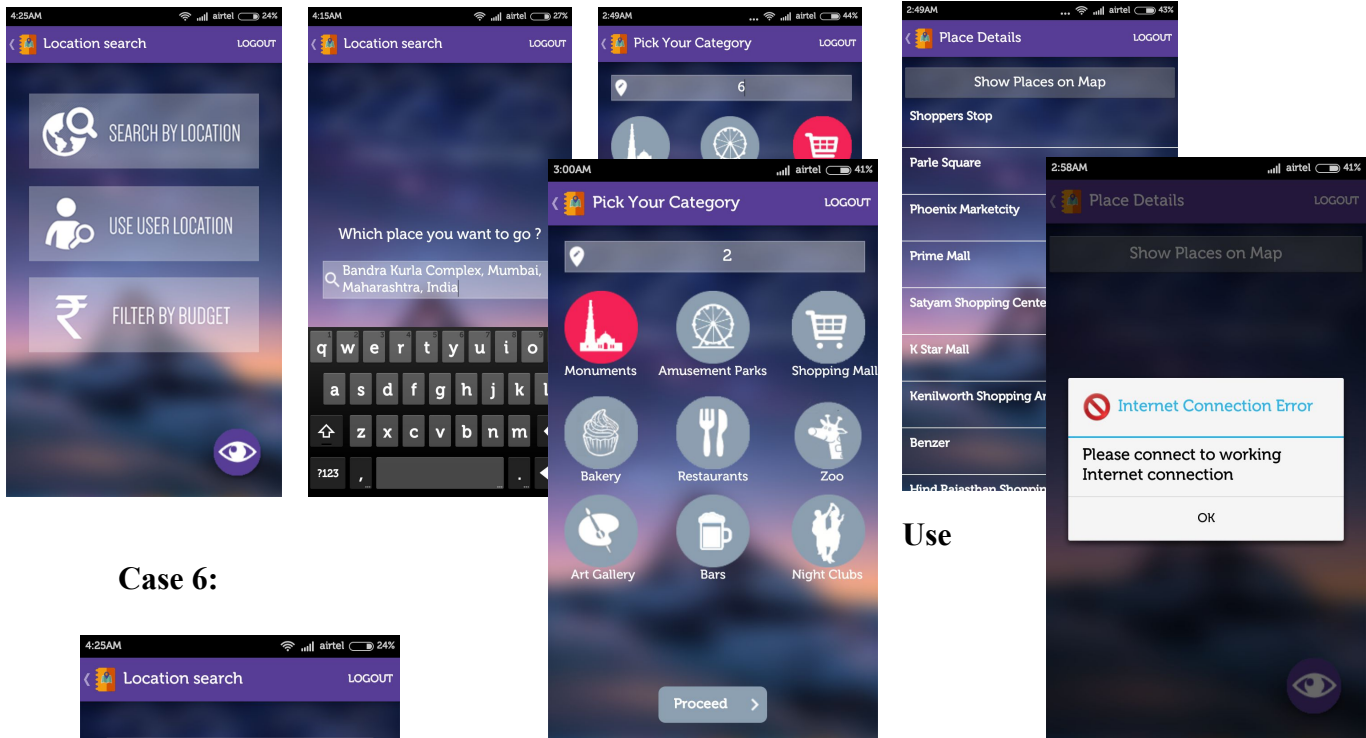 4:25AM
airtel
24%
Location search
LOGOUT
SEARCH BY LOCATION
USE USER LOCATION
FILTER BY BUDGET
4:15AM
airtel
27%
Location search
LOGOUT
Which place you want to go ?
Bandra Kurla Complex, Mumbai,
Maharashtra, India
q w e r t y u i o
a s d f g h j k l
z x c v b n m
?123 , .
2:49AM
... airtel
44%
Pick Your Category
LOGOUT
6
3:00AM
airtel
41%
Pick Your Category
LOGOUT
2
Monuments
Amusement Parks
Shopping Mall
Bakery
Restaurants
Zoo
Art Gallery
Bars
Night Clubs
Proceed
2:49AM
... airtel
43%
Place Details
LOGOUT
Show Places on Map
Shoppers Stop
Parle Square
Phoenix Marketcity
Prime Mall
Satyam Shopping Cente
K Star Mall
Kenilworth Shopping Ar
Benzer
Hind Rajasthan Shoppin
2:58AM
airtel
41%
Place Details
LOGOUT
Show Places on Map
Internet Connection Error
Please connect to working
Internet connection
OK
Use
Case 6:
4:25AM
airtel
24%
Location search
LOGOUT